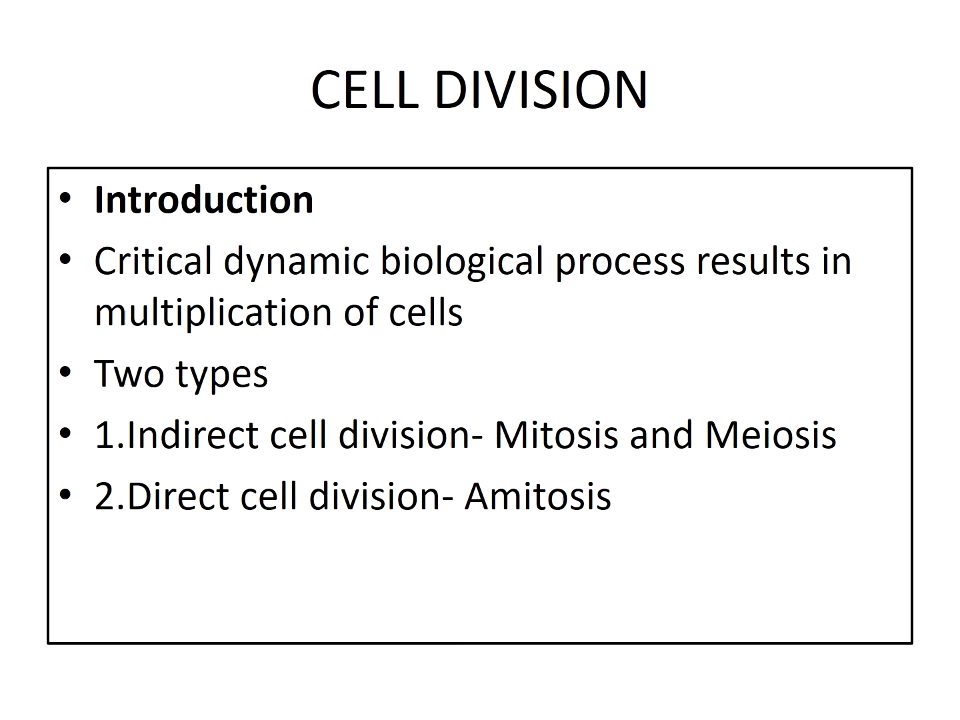 CELL DIVISION
• Introduction
• Critical dynamic biological process results in
multiplication of cells
• Two types
• 1.Indirect cell division- Mitosis and Meiosis
• 2.Direct cell division- Amitosis